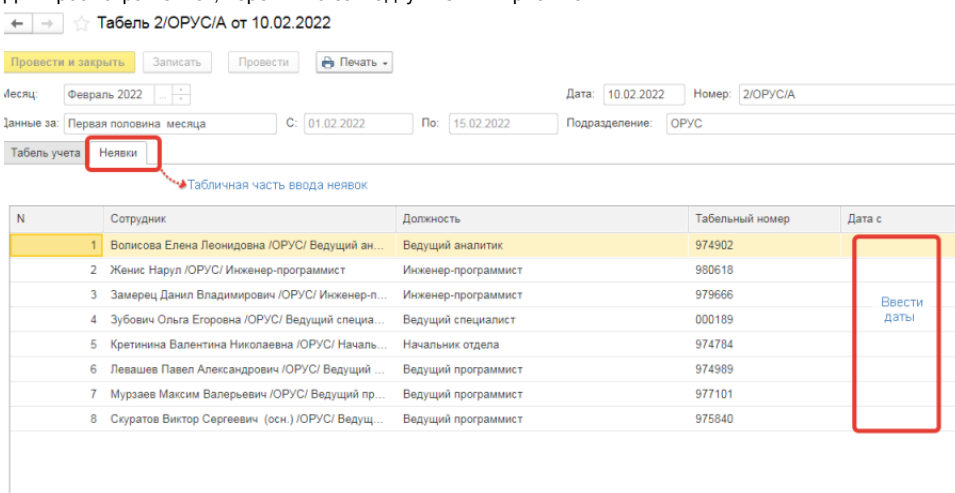 Табель 2/ОРУС/А от 10.02.2022
Провести и закрыть Записать Провести Печать
Месяц: Февраль 2022 ... Дата: 10.02.2022 Номер: 2/ОРУС/А
Данные за: Первая половина месяца С: 01.02.2022 По: 15.02.2022 Подразделение: ОРУС
Табель учета Неявки
Табличная часть ввода неявок
N Сотрудник Должность Табельный номер Дата с
1 Волисова Елена Леонидовна /ОРУС/ Ведущий ан... Ведущий аналитик 974902
2 Женис Нарул /ОРУС/ Инженер-программист Инженер-программист 980618
3 Замерец Данил Владимирович /ОРУС/ Инженер-п... Инженер-программист 979666
4 Зубович Ольга Егоровна /ОРУС/ Ведущий специа... Ведущий специалист 000189
5 Кретинина Валентина Николаевна /ОРУС/ Началь... Начальник отдела 974784
6 Левашев Павел Александрович /ОРУС/ Ведущий ... Ведущий программист 974989
7 Мурзаев Максим Валерьевич /ОРУС/ Ведущий пр... Ведущий программист 977101
8 Скуратов Виктор Сергеевич (осн.) /ОРУС/ Ведущ... Ведущий программист 975840
Ввести
даты